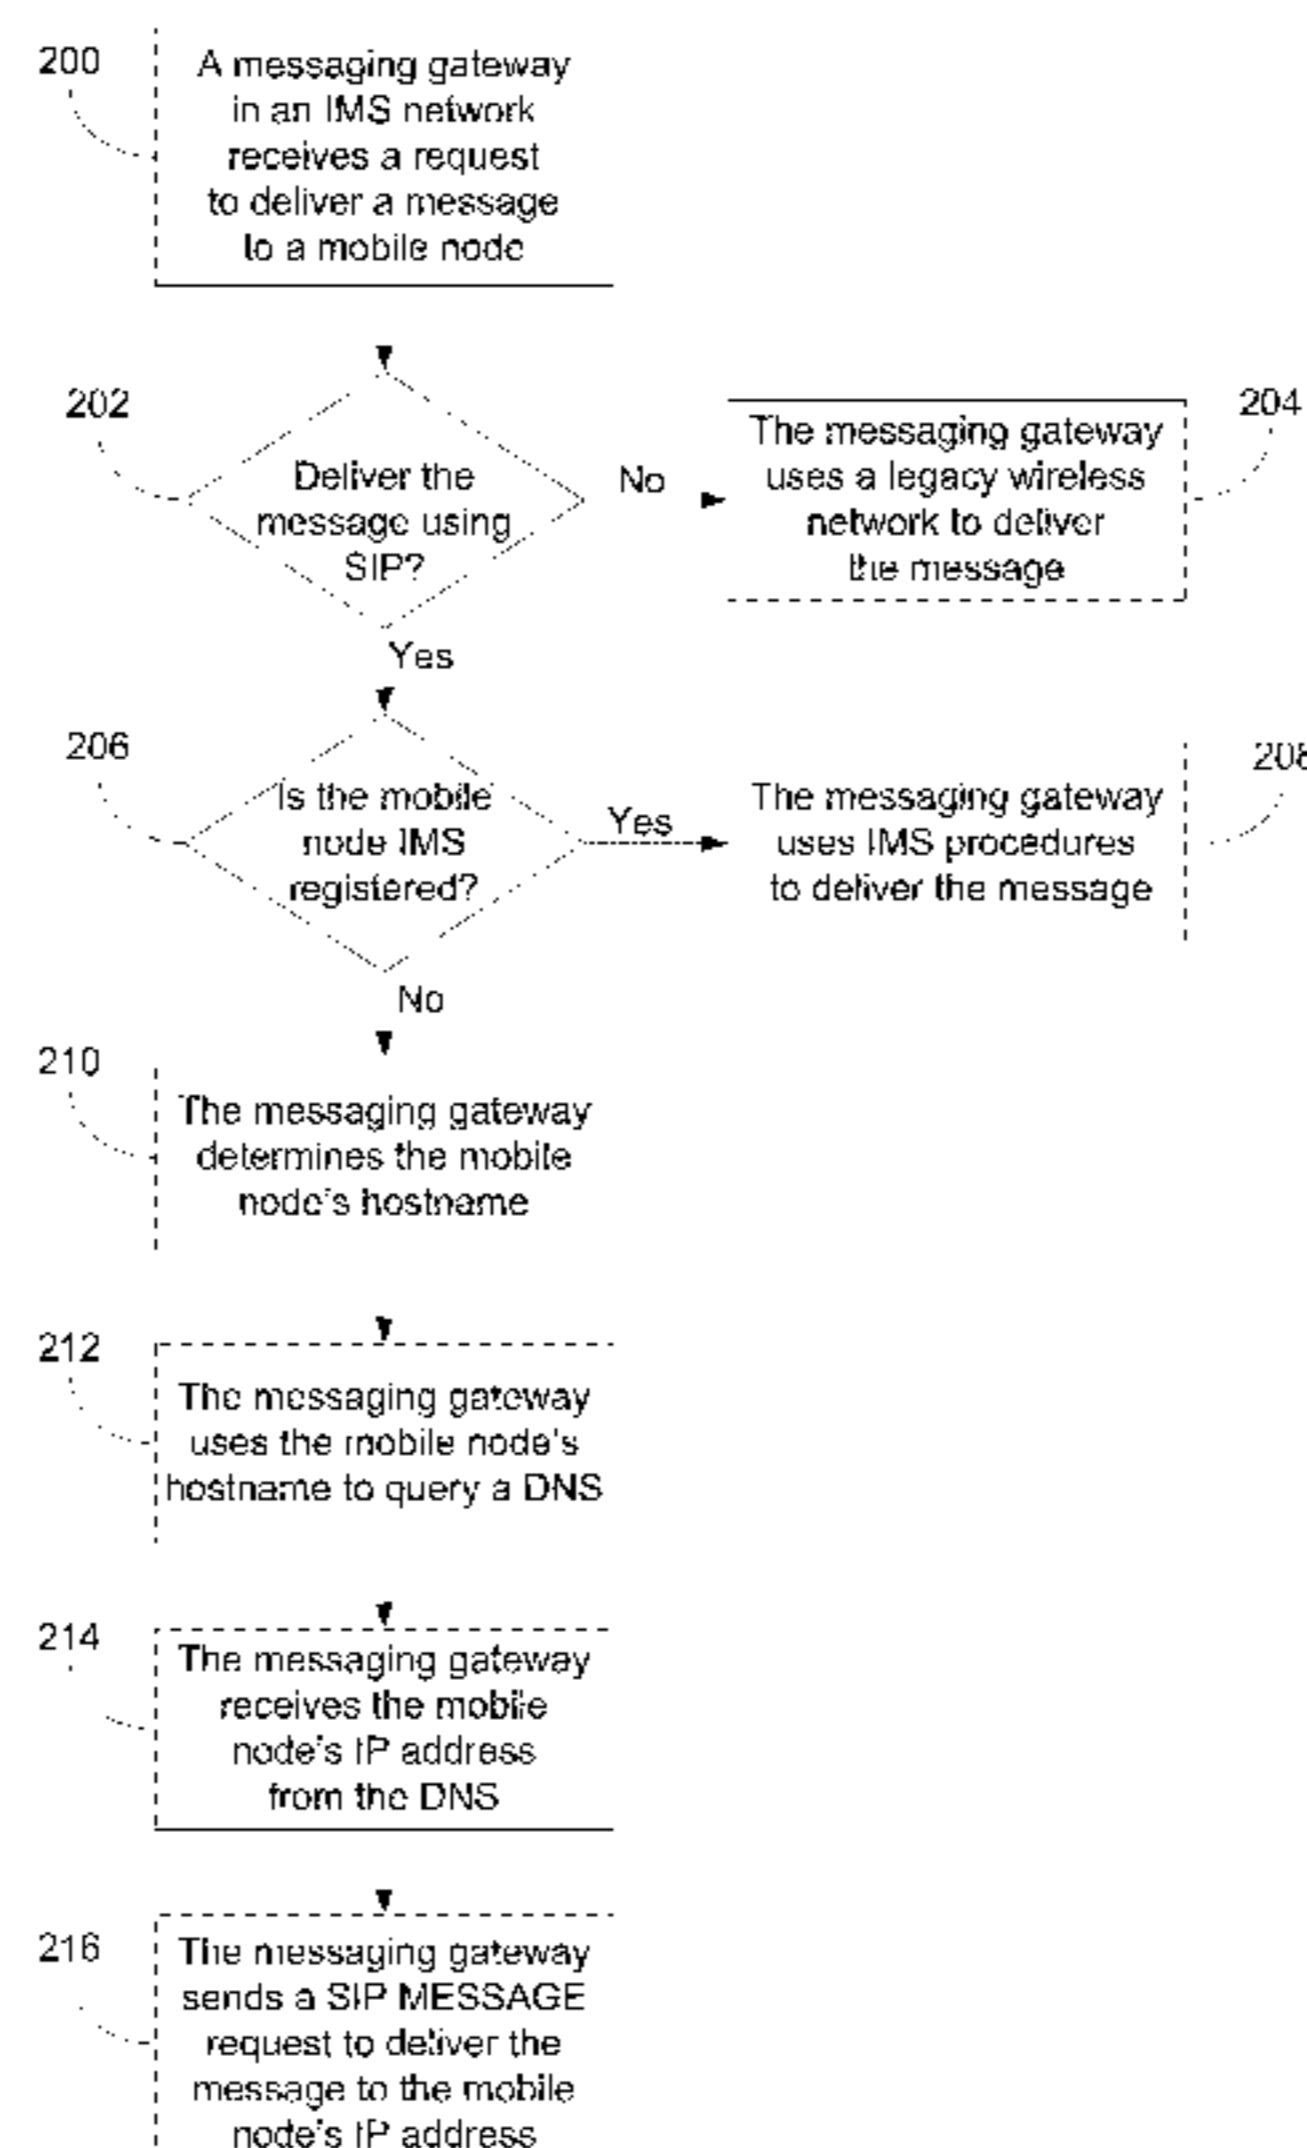 200
A messaging gateway
in an IMS network
receives a request
to deliver a message
to a mobile node
202
Deliver the
message using
SIP?
No
Yes
The messaging gateway
uses a legacy wireless
network to deliver
the message
204
206
Is the mobile
node IMS
registered?
Yes
No
The messaging gateway
uses IMS procedures
to deliver the message
208
210
The messaging gateway
determines the mobile
node's hostname
212
The messaging gateway
uses the mobile node's
hostname to query a DNS
214
The messaging gateway
receives the mobile
node's IP address
from the DNS
216
The messaging gateway
sends a SIP MESSAGE
request to deliver the
message to the mobile
node's IP address